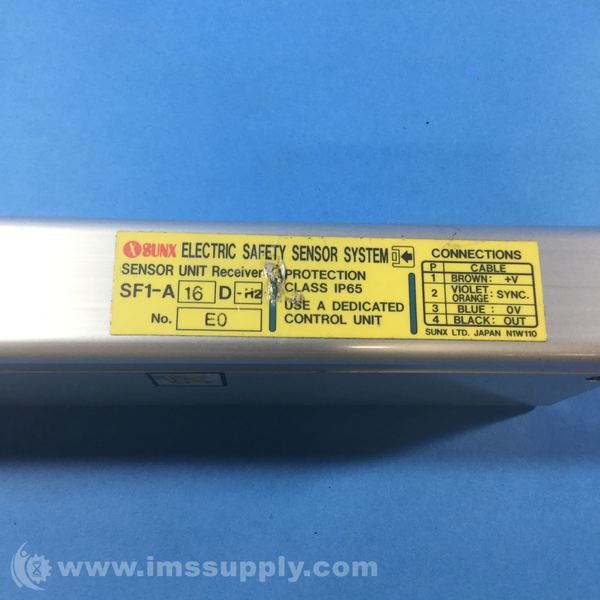 SUNX ELECTRIC SAFETY SENSOR SYSTEM
SENSOR UNIT Receiver
SF1-A 16 D -H2
No. E0
PROTECTION
CLASS IP65
USE A DEDICATED
CONTROL UNIT
CONNECTIONS
P CABLE
BROWN: +V
2 VIOLET ORANGE: SYNC.
3 BLUE: 0V
4 BLACK: OUT
SUNX LTD. JAPAN N1W110
www.imssupply.com